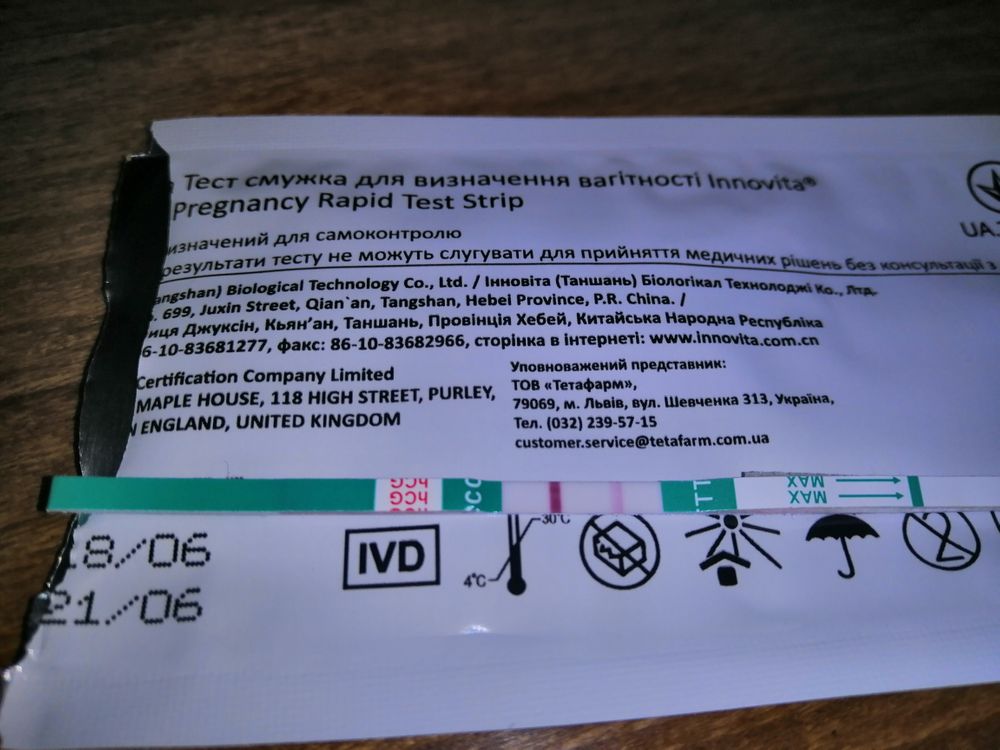 Тест смужка для визначення вагітності Innovita®
Pregnancy Rapid Test Strip
UA.
изначений для самоконтролю
результати тесту не можуть слугувати для прийняття медичних рішень без консультації з
angshan) Biological Technology Co., Ltd. / Інновіта (Таншань) Біологікал Технолоджі Ко., Лтд.
. 699, Juxin Street, Qian`an, Tangshan, Hebei Province, P.R. China. /
иця Джуксін, Кьян'ан, Таншань, Провінція Хебей, Китайська Народна Республіка
6-10-83681277, факс: 86-10-83682966, сторінка в інтернеті: www.innovita.com.cn
Certification Company Limited
MAPLE HOUSE, 118 HIGH STREET, PURLEY,
ENGLAND, UNITED KINGDOM
Уповноважений представник:
ТОВ «Тетафарм»,
79069, м. Львів, вул. Шевченка 313, Україна,
Тел. (032) 239-57-15
customer.service@tetafarm.com.ua
hCG
hCG
hCG
CC
TT
MAX
MAX
18/06
21/06
IVD
4°C
30°C
2